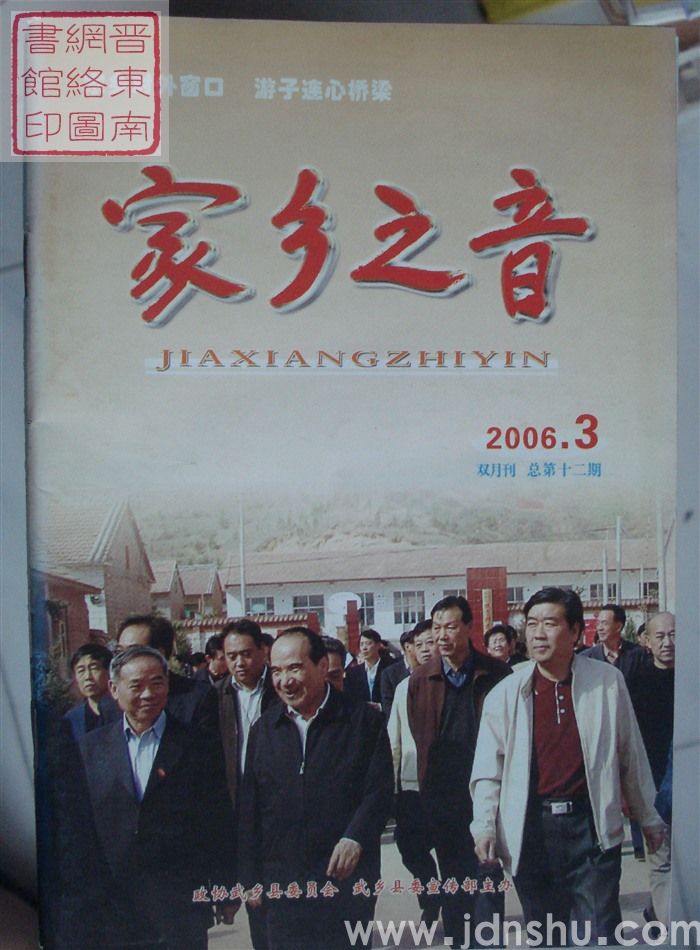 晋东南
網絡圖
書館印
外窗口 游子连心桥梁
家乡之音
JIAXIANGZHIYIN
2006.3
双月刊 总第十二期
政协武乡县委员会 武乡县委宣传部主办
www.jdnshu.com